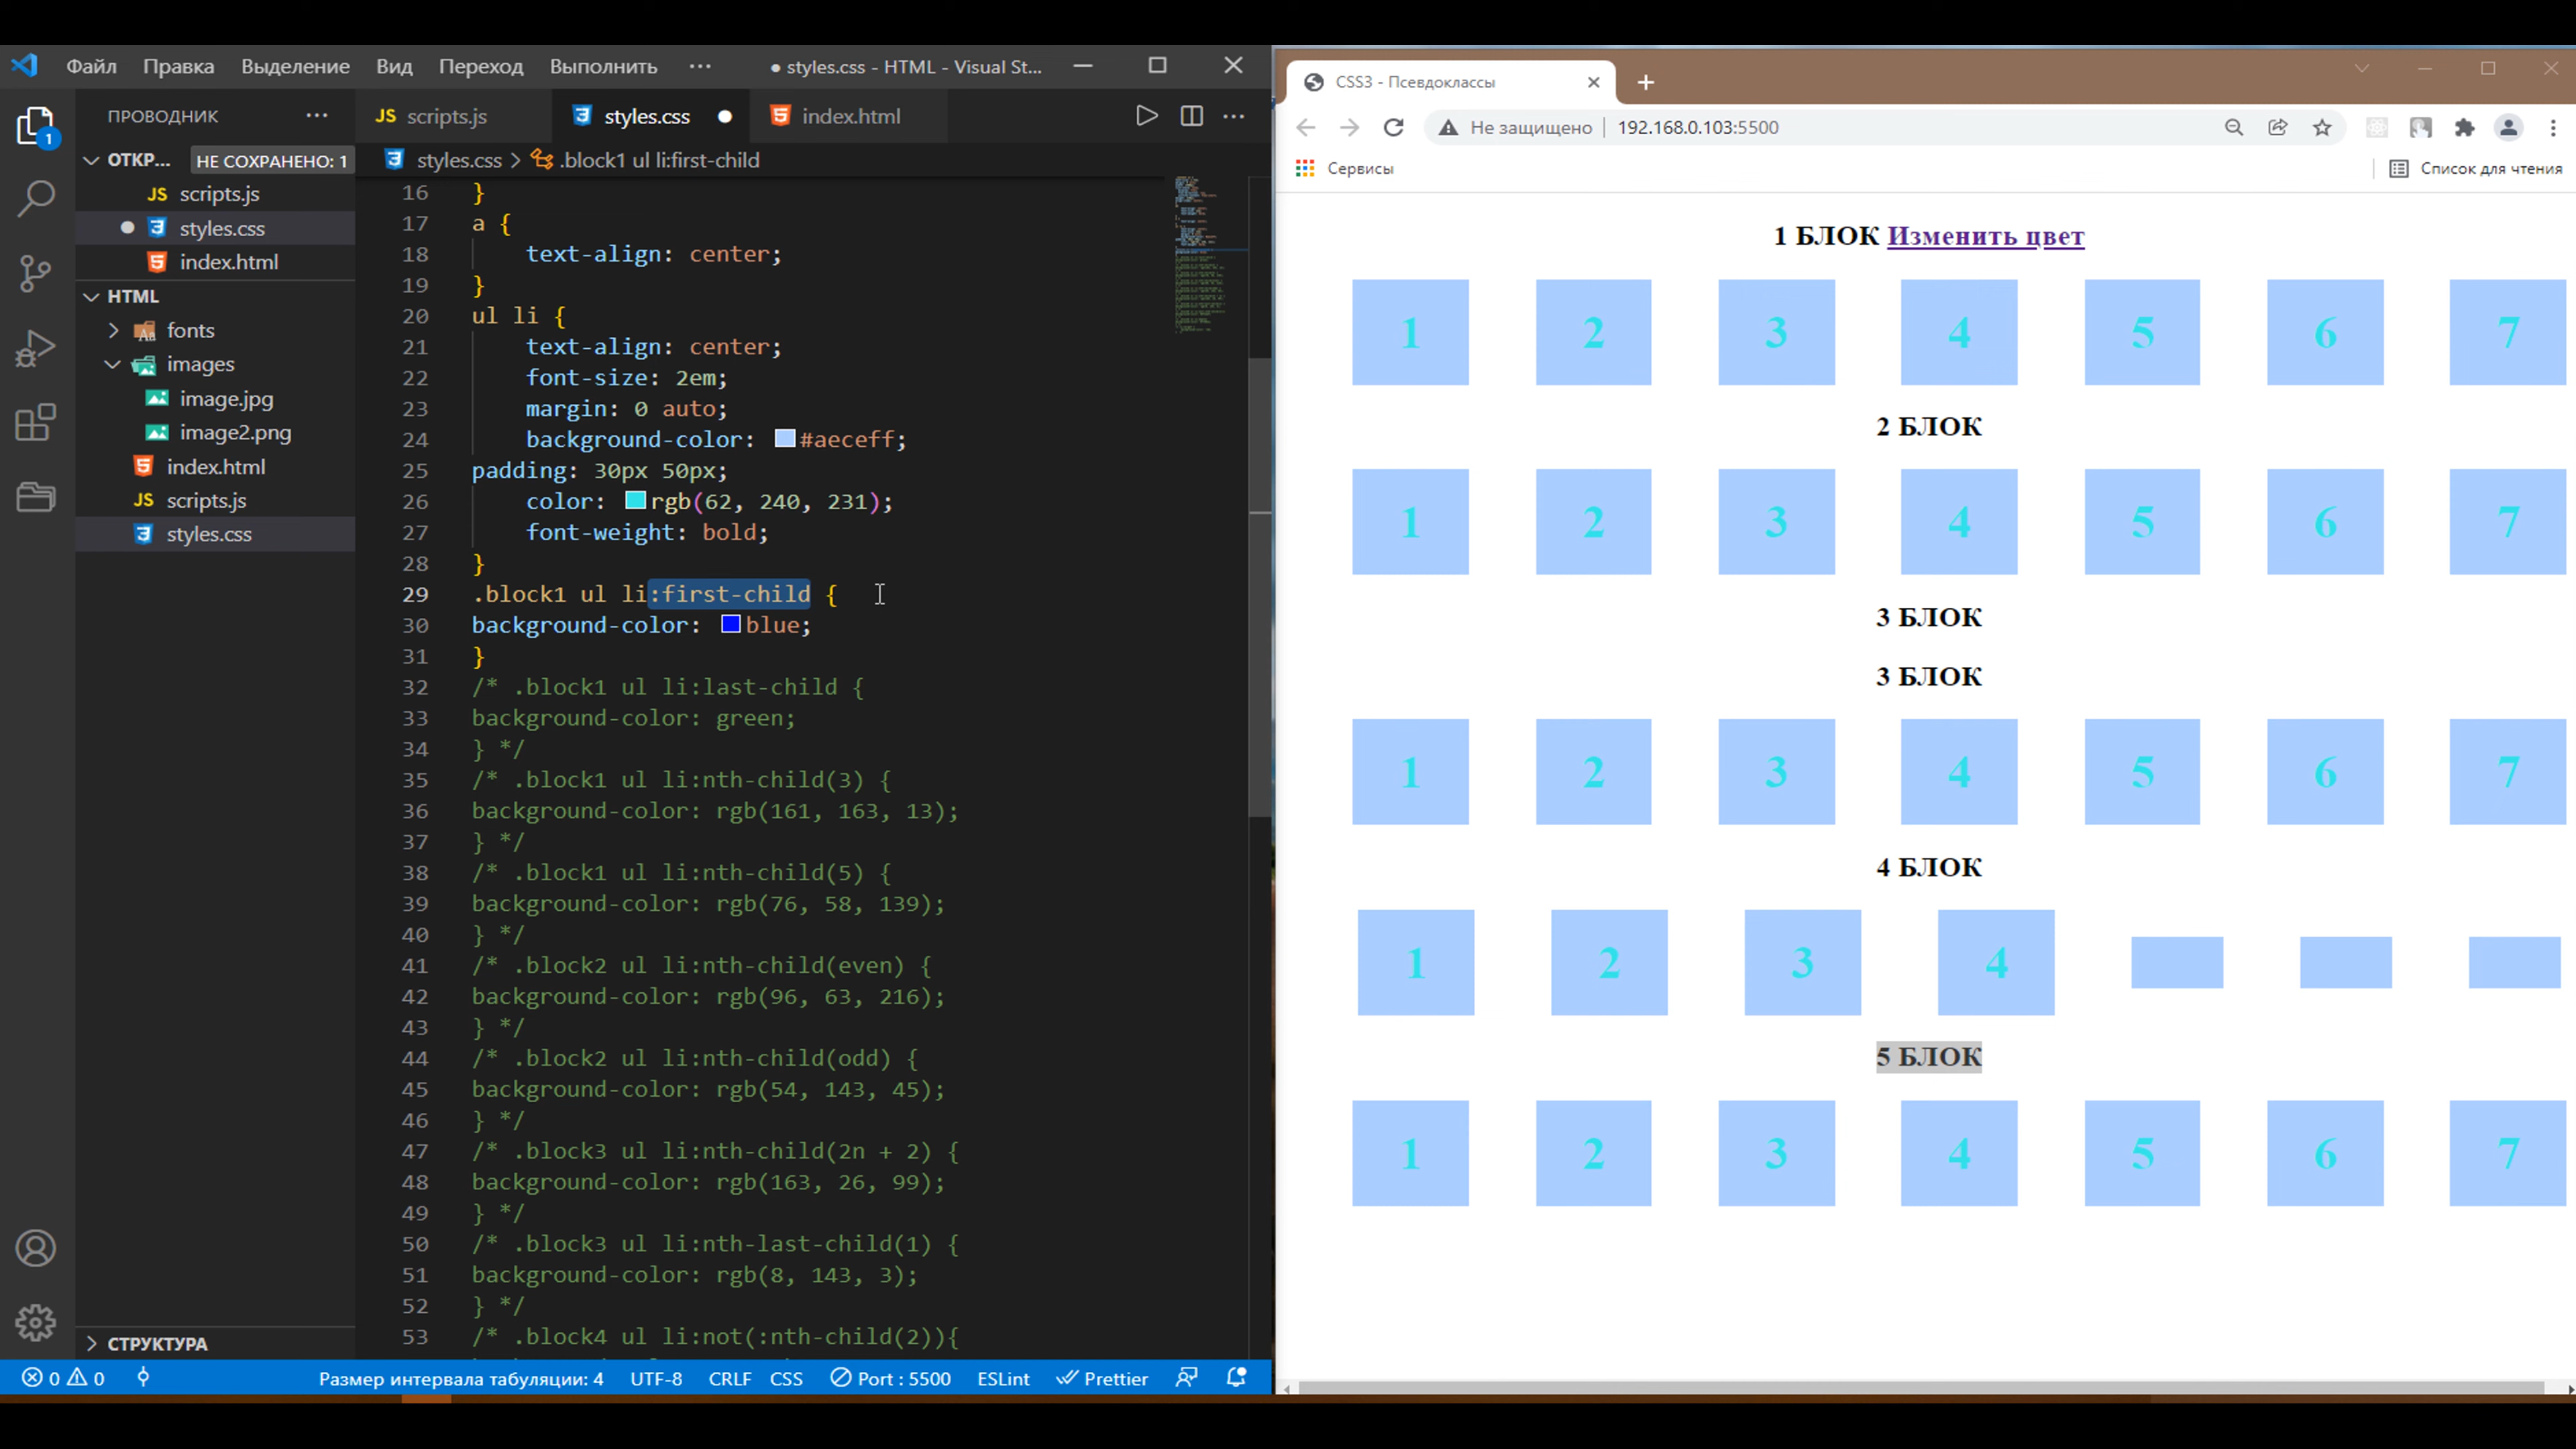 Файл Правка Выделение Вид Переход Выполнить ··· ● styles.css - HTML - Visual St...
ПРОВОДНИК ···
JS scripts.js
styles.css ●
index.html
ОТКР... НЕ СОХРАНЕНО: 1
JS scripts.js
● styles.css
index.html
HTML
fonts
images
image.jpg
image2.png
index.html
JS scripts.js
styles.css
СТРУКТУРА
1
styles.css > .block1 ul li:first-child
16 }
17 a {
18 text-align: center;
19 }
20 ul li {
21 text-align: center;
22 font-size: 2em;
23 margin: 0 auto;
24 background-color: #aeceff;
25 padding: 30px 50px;
26 color: rgb(62, 240, 231);
27 font-weight: bold;
28 }
29 .block1 ul li:first-child {
30 background-color: blue;
31 }
32 /* .block1 ul li:last-child {
33 background-color: green;
34 } */
35 /* .block1 ul li:nth-child(3) {
36 background-color: rgb(161, 163, 13);
37 } */
38 /* .block1 ul li:nth-child(5) {
39 background-color: rgb(76, 58, 139);
40 } */
41 /* .block2 ul li:nth-child(even) {
42 background-color: rgb(96, 63, 216);
43 } */
44 /* .block2 ul li:nth-child(odd) {
45 background-color: rgb(54, 143, 45);
46 } */
47 /* .block3 ul li:nth-child(2n + 2) {
48 background-color: rgb(163, 26, 99);
49 } */
50 /* .block3 ul li:nth-last-child(1) {
51 background-color: rgb(8, 143, 3);
52 } */
53 /* .block4 ul li:not(:nth-child(2)){
0 0 Размер интервала табуляции: 4 UTF-8 CRLF CSS Port : 5500 ESLint Prettier
CSS3 - Псевдоклассы
Не защищено 192.168.0.103:5500
Сервисы Список для чтения
1 БЛОК Изменить цвет
1 2 3 4 5 6 7
2 БЛОК
1 2 3 4 5 6 7
3 БЛОК
3 БЛОК
1 2 3 4 5 6 7
4 БЛОК
1 2 3 4
5 БЛОК
1 2 3 4 5 6 7